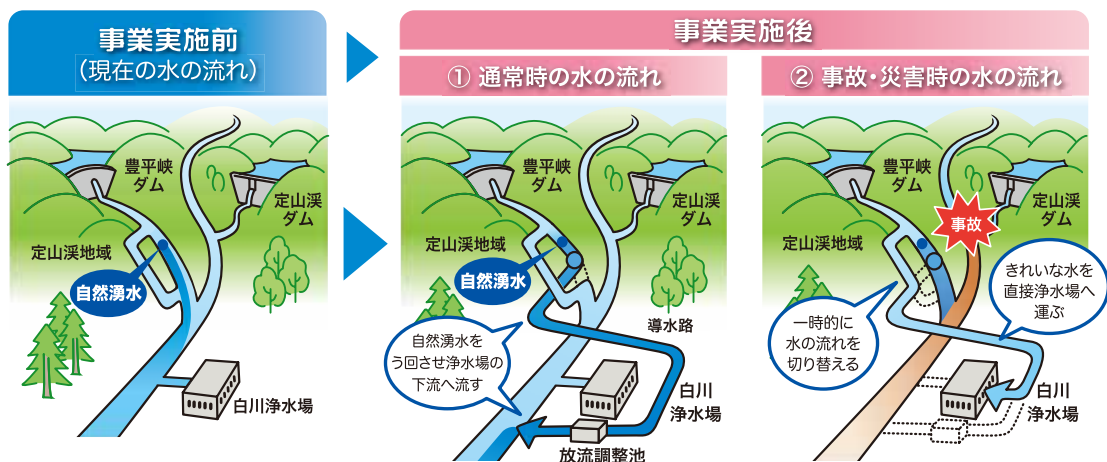 事業実施前
(現在の水の流れ)
豊平峡
ダム
定山渓
ダム
定山渓地域
自然湧水
白川浄水場
事業実施後
① 通常時の水の流れ
豊平峡
ダム
定山渓
ダム
定山渓地域
自然湧水
導水路
自然湧水を
う回させ浄水場の
下流へ流す
白川
浄水場
放流調整池
② 事故・災害時の水の流れ
豊平峡
ダム
定山渓
ダム
事故
定山渓地域
きれいな水を
直接浄水場へ
運ぶ
一時的に
水の流れを
切り替える
白川
浄水場